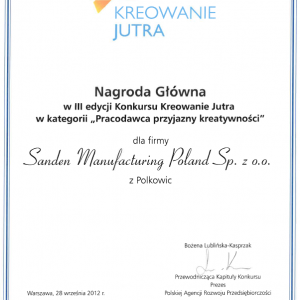 KREOWANIE
JUTRA
Nagroda Główna
w III edycji Konkursu Kreowanie Jutra
w kategorii „Pracodawca przyjazny kreatywności”
dla firmy
Sanden Manufacturing Poland Sp. z o.o.
z Polkowic
Bożena Lublińska-Kasprzak
Przewodnicząca Kapituły Konkursu
Prezes
Warszawa, 28 września 2012 r.
Polskiej Agencji Rozwoju Przedsiębiorczości